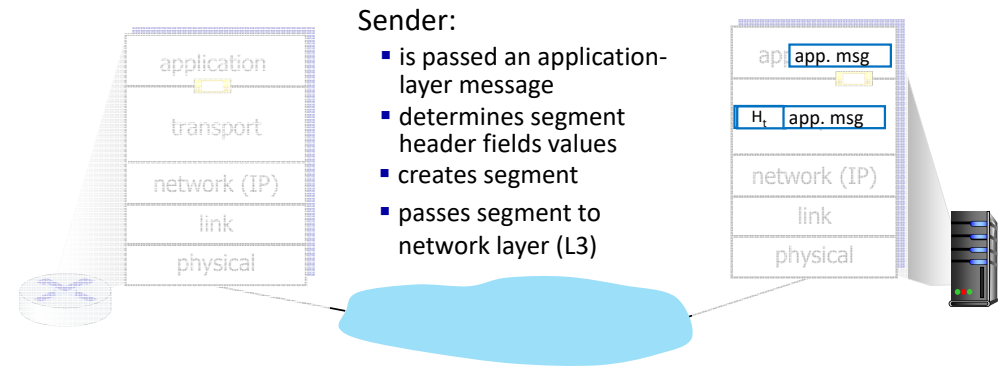 Sender:
is passed an application-
layer message
determines segment
header fields values
creates segment
passes segment to
network layer (L3)
application
transport
network (IP)
link
physical
ap
app. msg
Ht app. msg
network (IP)
link
physical